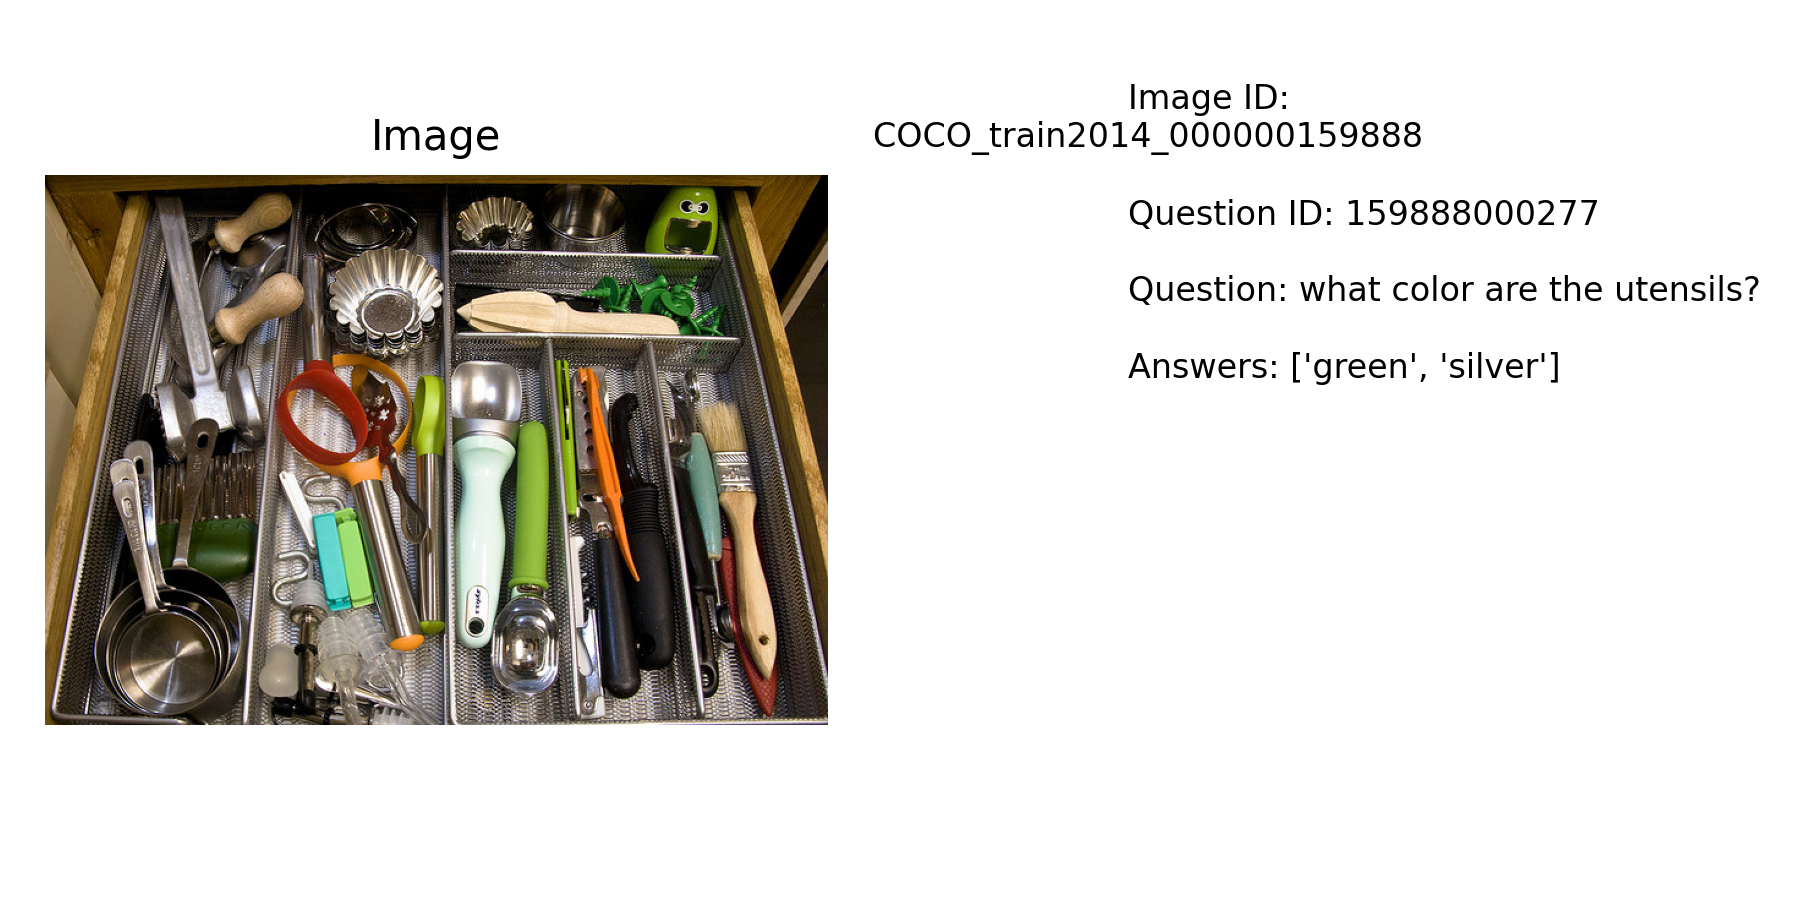 Image
Image ID:
COCO_train2014_000000159888
Question ID: 159888000277
Question: what color are the utensils?
Answers: ['green', 'silver']